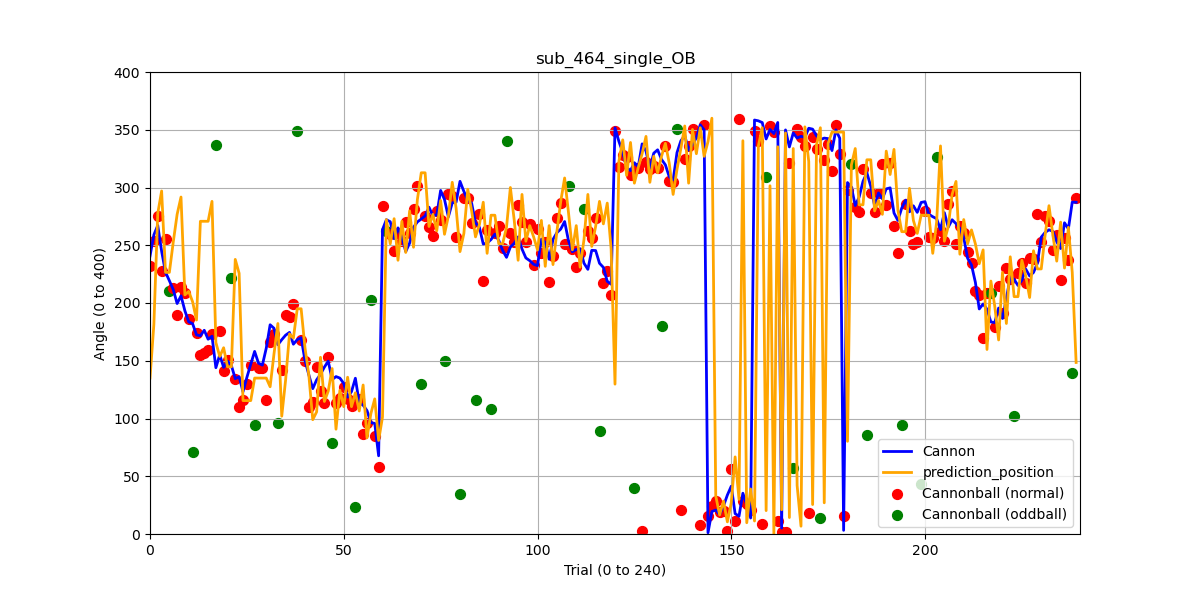 sub_464_single_OB
400
350
300
250
200
150
100
50
0
Angle (0 to 400)
0 50 100 150 200
Trial (0 to 240)
Cannon
prediction_position
Cannonball (normal)
Cannonball (oddball)